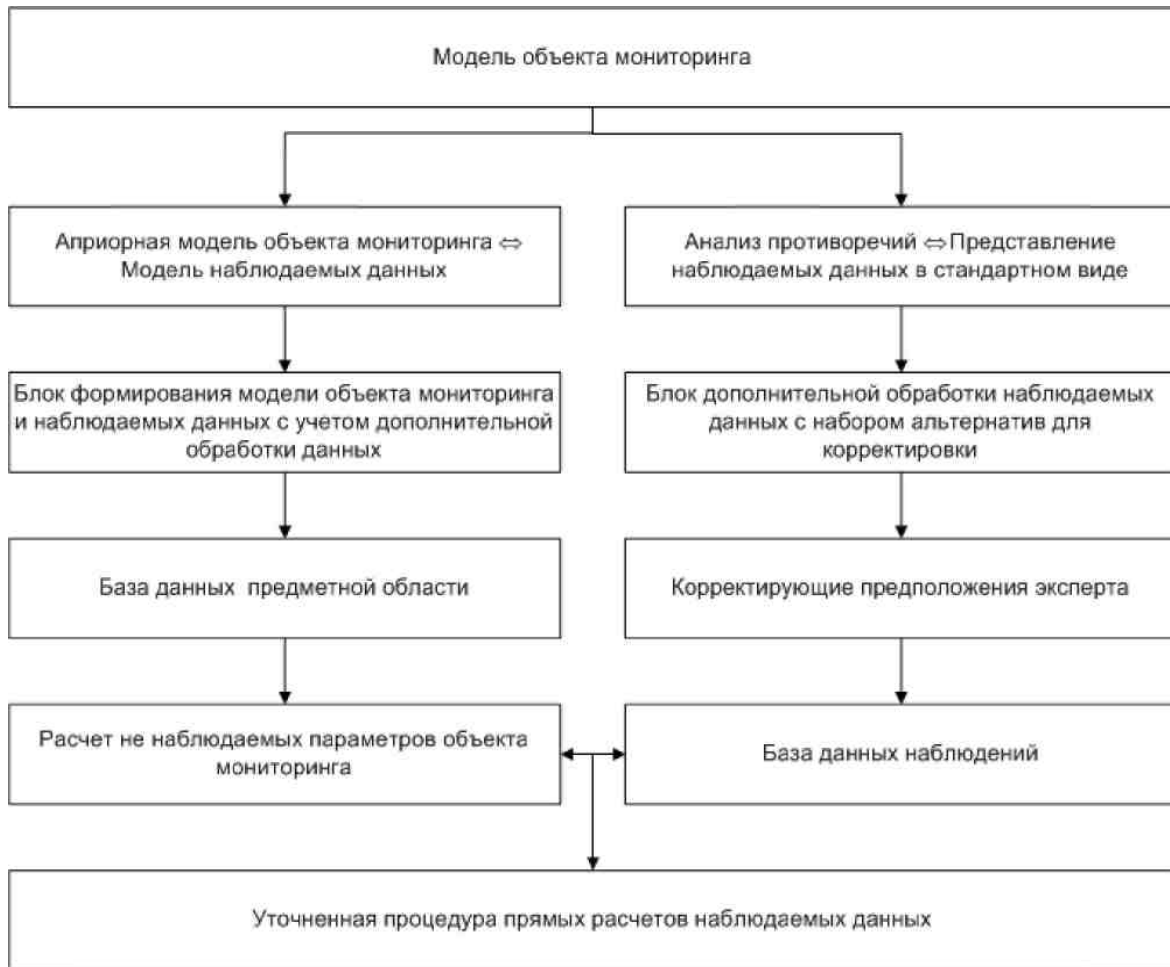 Модель объекта мониторинга
Априорная модель объекта мониторинга ⇔
Модель наблюдаемых данных
Анализ противоречий ⇔Представление
наблюдаемых данных в стандартном виде
Блок формирования модели объекта мониторинга
и наблюдаемых данных с учетом дополнительной
обработки данных
Блок дополнительной обработки наблюдаемых
данных с набором альтернатив для
корректировки
База данных предметной области
Корректирующие предположения эксперта
Расчет не наблюдаемых параметров объекта
мониторинга
База данных наблюдений
Уточненная процедура прямых расчетов наблюдаемых данных